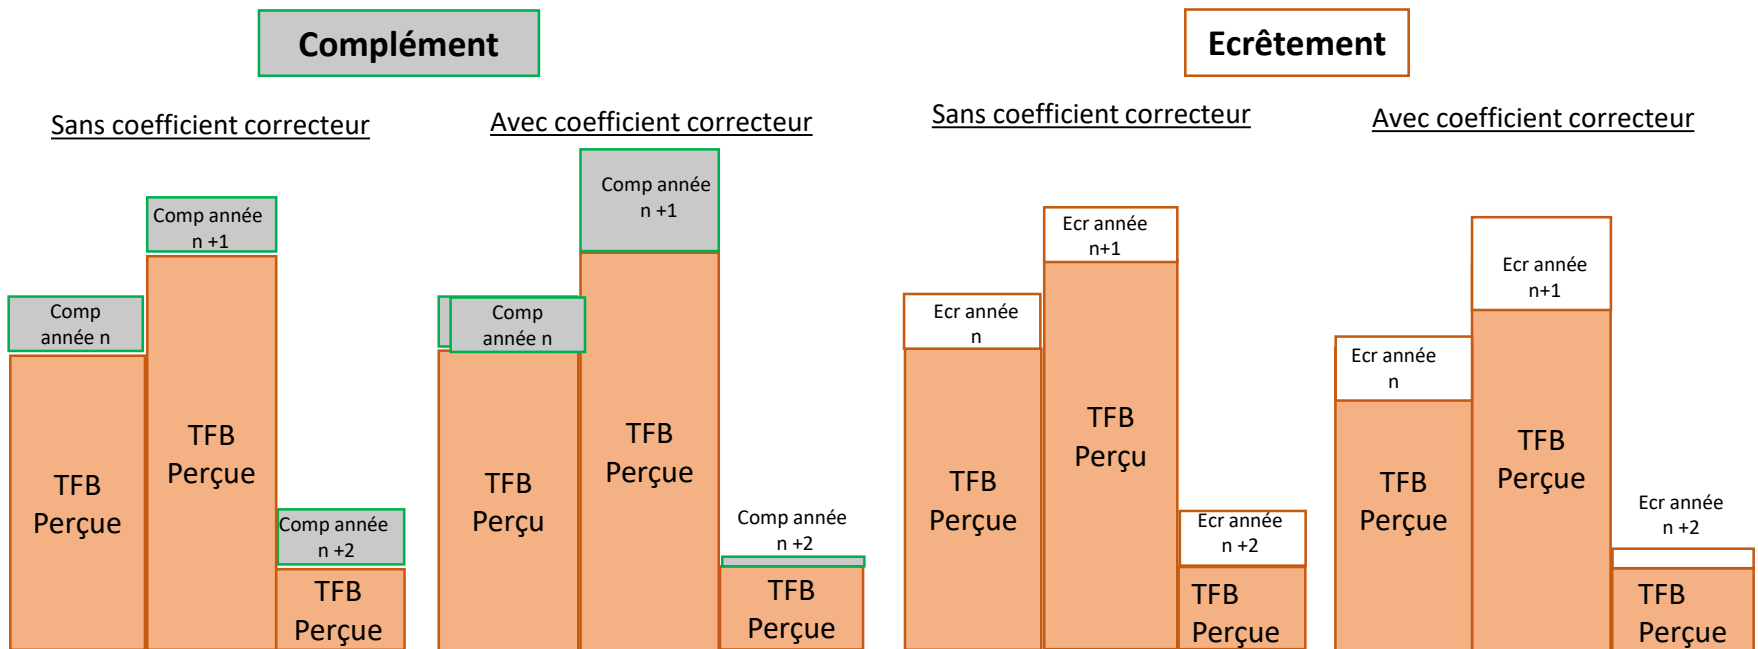 Complément
Sans coefficient correcteur
Avec coefficient correcteur
Comp
année n
TFB
Perçue
Comp année
n +1
TFB
Perçue
Comp année
n +2
TFB
Perçue
Comp
année n
TFB
Perçu
Comp année
n +1
TFB
Perçue
Comp année
n +2
TFB
Perçue
Ecrêtement
Sans coefficient correcteur
Avec coefficient correcteur
Ecr année
n
TFB
Perçue
Ecr année
n+1
TFB
Perçu
Ecr année
n +2
TFB
Perçue
Ecr année
n
TFB
Perçue
Ecr année
n+1
TFB
Perçue
Ecr année
n +2
TFB
Perçue